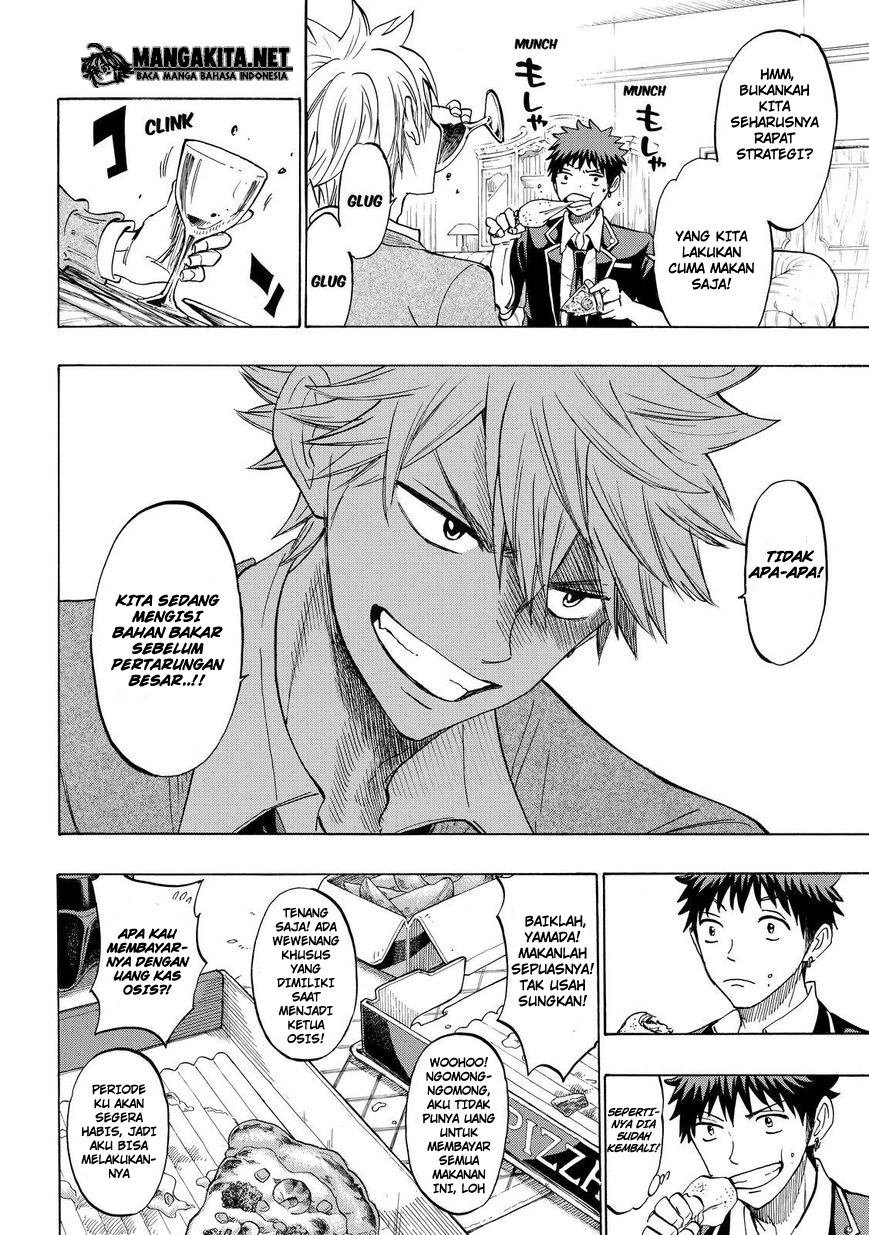 MANGAKITA.NET
BACA MANGA BAHASA INDONESIA
HMM,
BUKANKAH
KITA
SEHARUSNYA
RAPAT
STRATEGI?
YANG KITA
LAKUKAN
CUMA MAKAN
SAJA!
MUNCH
もしゃ
MUNCH
もしゃ
GLUG
GLUG
CLINK
コ
TIDAK
APA-APA!
KITA SEDANG
MENGISI
BAHAN BAKAR
SEBELUM
PERTARUNGAN
BESAR..!!
SEPERTI-
NYA DIA
SUDAH
KEMBALI!
BAIKLAH,
YAMADA!
MAKANLAH
SEPUASNYA!
TAK USAH
SUNGKAN!
WOOHOO!
NGOMONG-
NGOMONG,
AKU TIDAK
PUNYA UANG
UNTUK
MEMBAYAR
SEMUA
MAKANAN
INI, LOH
TENANG
SAJA! ADA
WEWENANG
KHUSUS
YANG
DIMILIKI
SAAT
MENJADI
KETUA
OSIS!
APA KAU
MEMBAYAR-
NYA DENGAN
UANG KAS
OSIS?!
PERIODE
KU AKAN
SEGERA
HABIS, JADI
AKU BISA
MELAKUKAN-
NYA
PIZZA